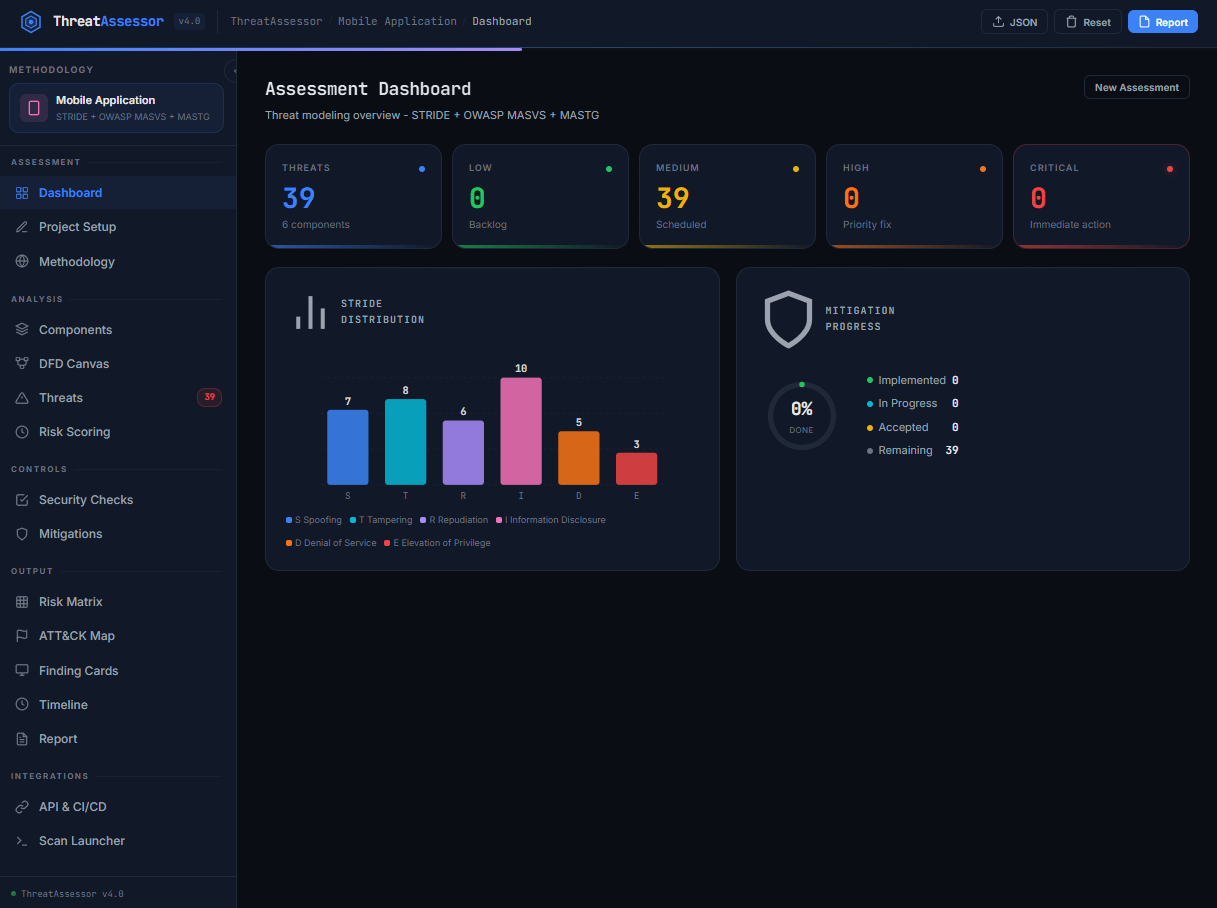 ThreatAssessor v4.0 ThreatAssessor / Mobile Application / Dashboard JSON Reset Report
METHODOLOGY
Mobile Application
STRIDE + OWASP MASVS + MASTG
ASSESSMENT
Dashboard
Project Setup
Methodology
ANALYSIS
Components
DFD Canvas
Threats 39
Risk Scoring
CONTROLS
Security Checks
Mitigations
OUTPUT
Risk Matrix
ATT&CK Map
Finding Cards
Timeline
Report
INTEGRATIONS
API & CI/CD
Scan Launcher
ThreatAssessor v4.0
Assessment Dashboard
New Assessment
Threat modeling overview - STRIDE + OWASP MASVS + MASTG
THREATS
39
6 components
LOW
0
Backlog
MEDIUM
39
Scheduled
HIGH
0
Priority fix
CRITICAL
0
Immediate action
STRIDE
DISTRIBUTION
7 8 6 10 5 3
S T R I D E
S Spoofing T Tampering R Repudiation I Information Disclosure
D Denial of Service E Elevation of Privilege
MITIGATION
PROGRESS
0%
DONE
Implemented 0
In Progress 0
Accepted 0
Remaining 39